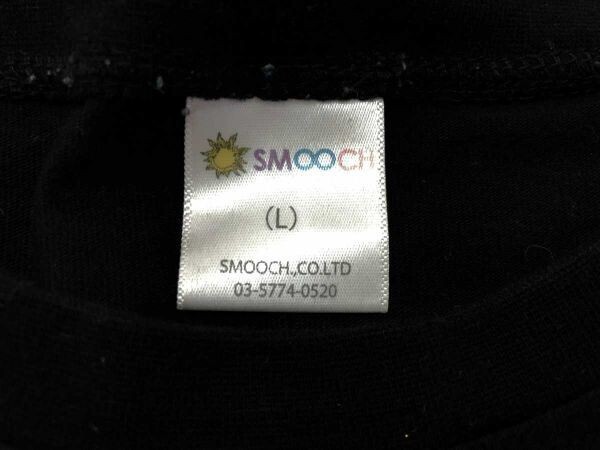 SMOOCH
(L)
SMOOCH.,CO.LTD
03-5774-0520